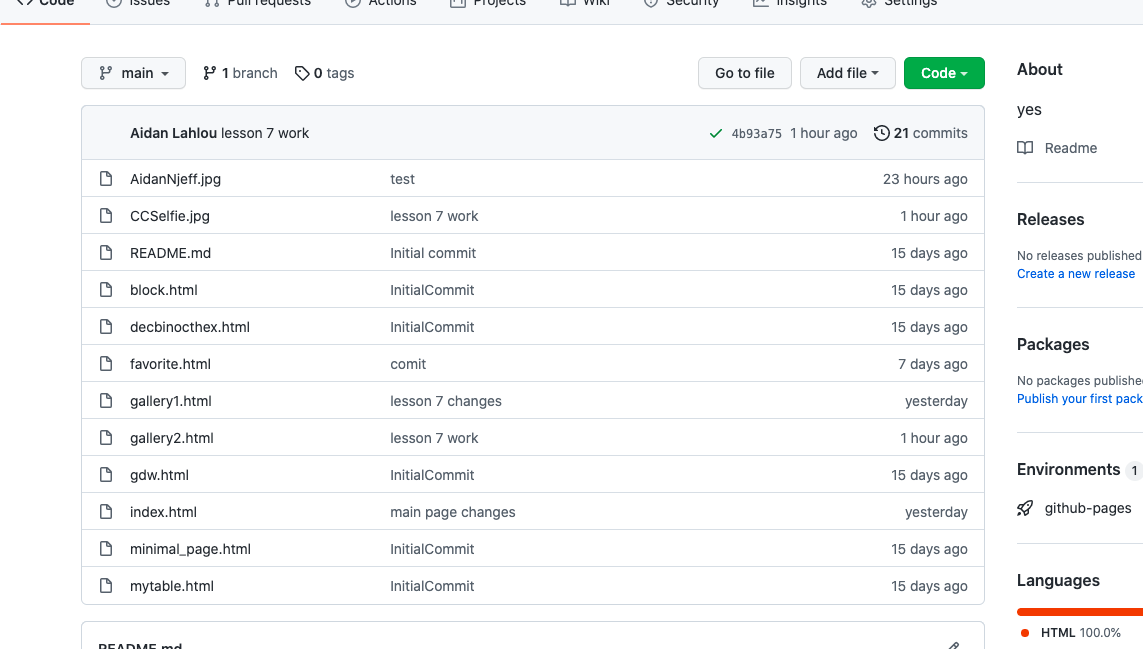 Code Issues Pull requests Actions Projects Wiki Security Insights Settings
main 1 branch 0 tags Go to file Add file Code
Aidan Lahlou lesson 7 work 4b93a75 1 hour ago 21 commits
AidanNjeff.jpg test 23 hours ago
CCSelfie.jpg lesson 7 work 1 hour ago
README.md Initial commit 15 days ago
block.html InitialCommit 15 days ago
decbinocthex.html InitialCommit 15 days ago
favorite.html comit 7 days ago
gallery1.html lesson 7 changes yesterday
gallery2.html lesson 7 work 1 hour ago
gdw.html InitialCommit 15 days ago
index.html main page changes yesterday
minimal_page.html InitialCommit 15 days ago
mytable.html InitialCommit 15 days ago
README.md
About
yes
Readme
Releases
No releases published
Create a new release
Packages
No packages publishe
Publish your first pack
Environments 1
github-pages
Languages
HTML 100.0%